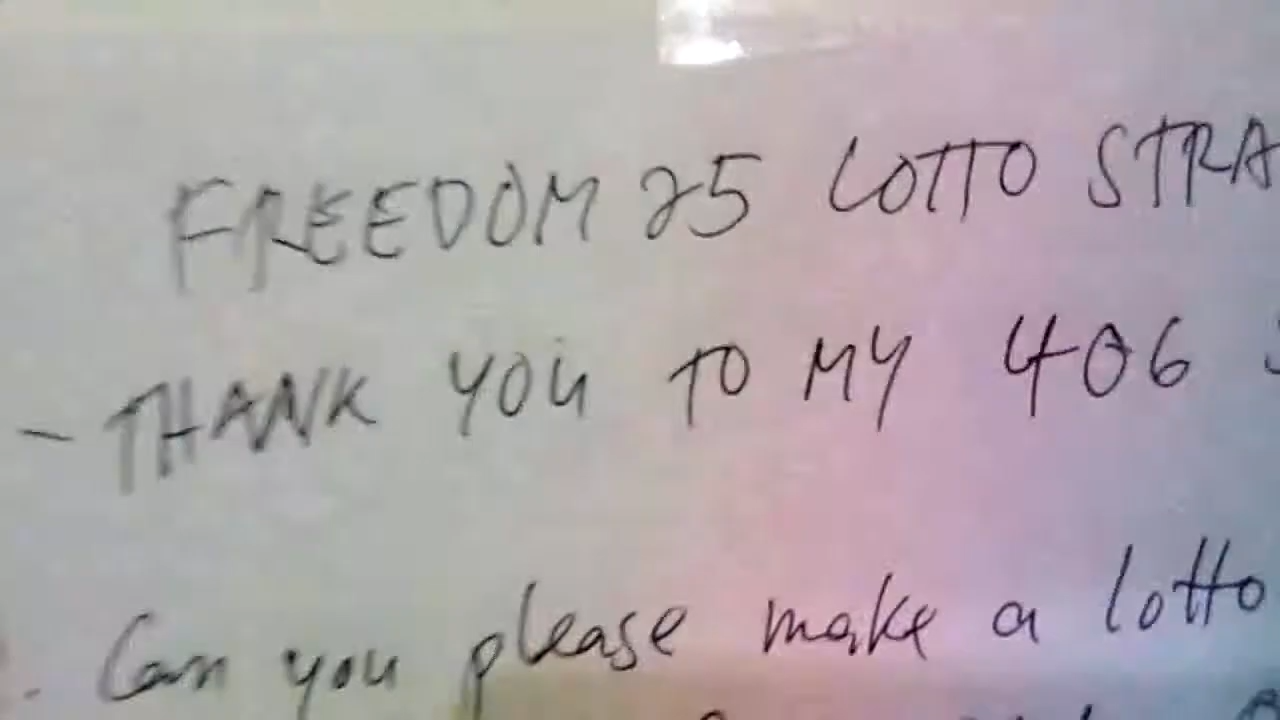 FREEDOM 25 LOTTO STRA
- THANK YOU TO MY 406
. Can you please make a lotto